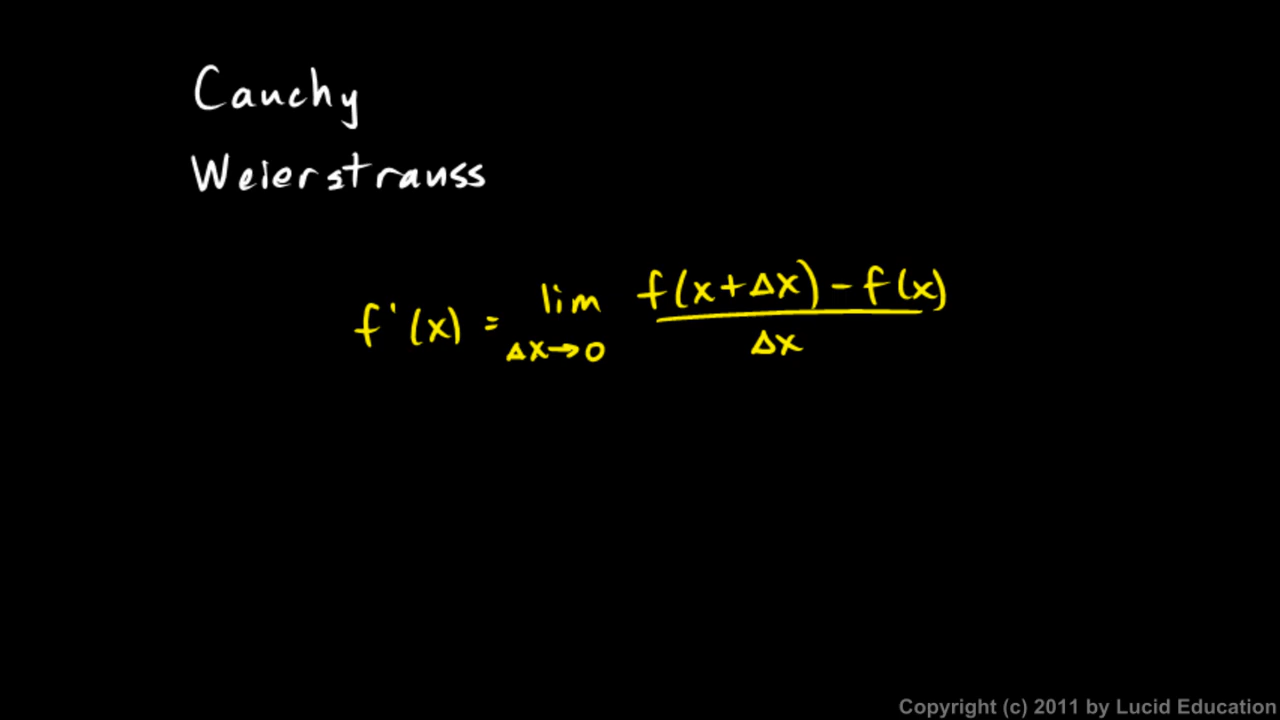 Cauchy
Weierstrauss
f'(x) = lim Δx→0 f(x+Δx) - f(x) / Δx
Copyright (c) 2011 by Lucid Education